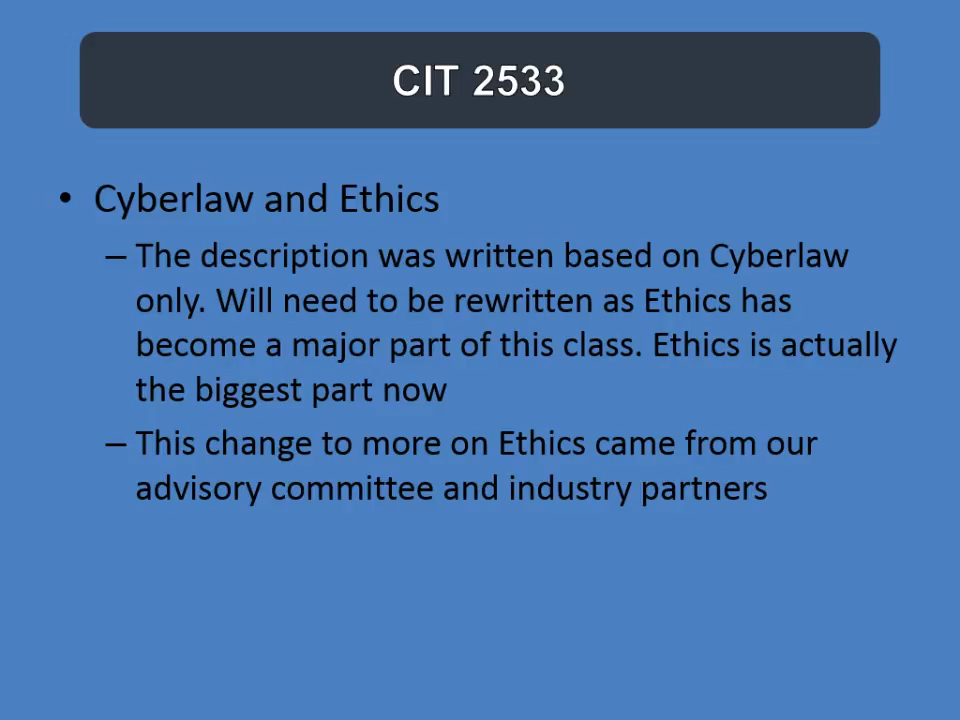 CIT 2533
• Cyberlaw and Ethics
– The description was written based on Cyberlaw
only. Will need to be rewritten as Ethics has
become a major part of this class. Ethics is actually
the biggest part now
– This change to more on Ethics came from our
advisory committee and industry partners